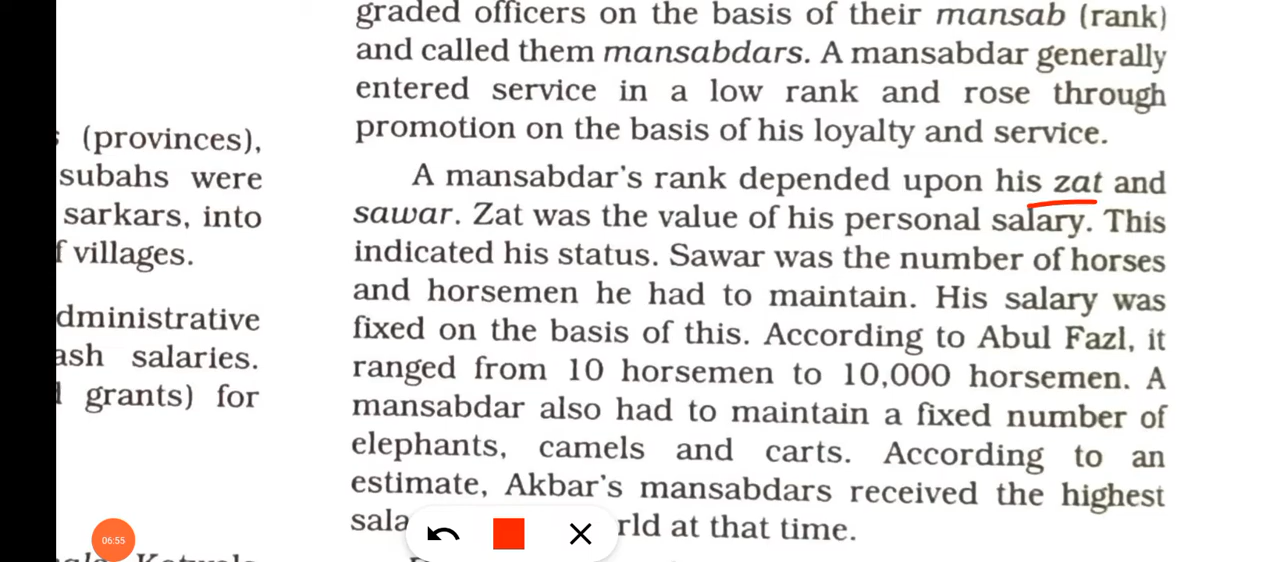 (provinces),
subahs were
sarkars, into
villages.
dministrative
ash salaries.
grants) for
graded officers on the basis of their mansab (rank)
and called them mansabdars. A mansabdar generally
entered service in a low rank and rose through
promotion on the basis of his loyalty and service.
A mansabdar's rank depended upon his zat and
sawar. Zat was the value of his personal salary. This
indicated his status. Sawar was the number of horses
and horsemen he had to maintain. His salary was
fixed on the basis of this. According to Abul Fazl, it
ranged from 10 horsemen to 10,000 horsemen. A
mansabdar also had to maintain a fixed number of
elephants, camels and carts. According to an
estimate, Akbar's mansabdars received the highest
sala rld at that time.
06:55